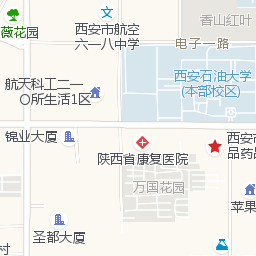 薇花园
西安市航空
六一八中学
香山红叶
电子一路
航天科工二一
〇所生活1区
西安石油大学
(本部校区)
锦业大厦
陕西省康复医院
西安市
品药品
万国花园
苹果
圣都大厦
村